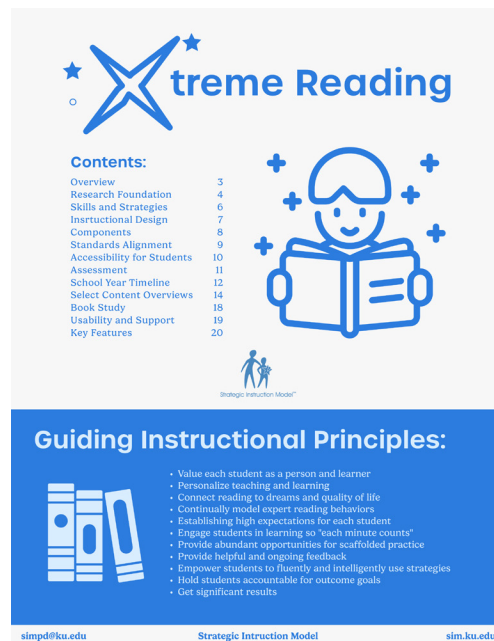 Xtreme Reading
Contents:
Overview 3
Research Foundation 4
Skills and Strategies 6
Insrtuctional Design 7
Components 8
Standards Alignment 9
Accessibility for Students 10
Assessment 11
School Year Timeline 12
Select Content Overviews 14
Book Study 18
Usability and Support 19
Key Features 20
Strategic Instruction Model™
Guiding Instructional Principles:
• Value each student as a person and learner
• Personalize teaching and learning
• Connect reading to dreams and quality of life
• Continually model expert reading behaviors
• Establishing high expectations for each student
• Engage students in learning so "each minute counts"
• Provide abundant opportunities for scaffolded practice
• Provide helpful and ongoing feedback
• Empower students to fluently and intelligently use strategies
• Hold students accountable for outcome goals
• Get significant results
simpd@ku.edu Strategic Intruction Model sim.ku.edu